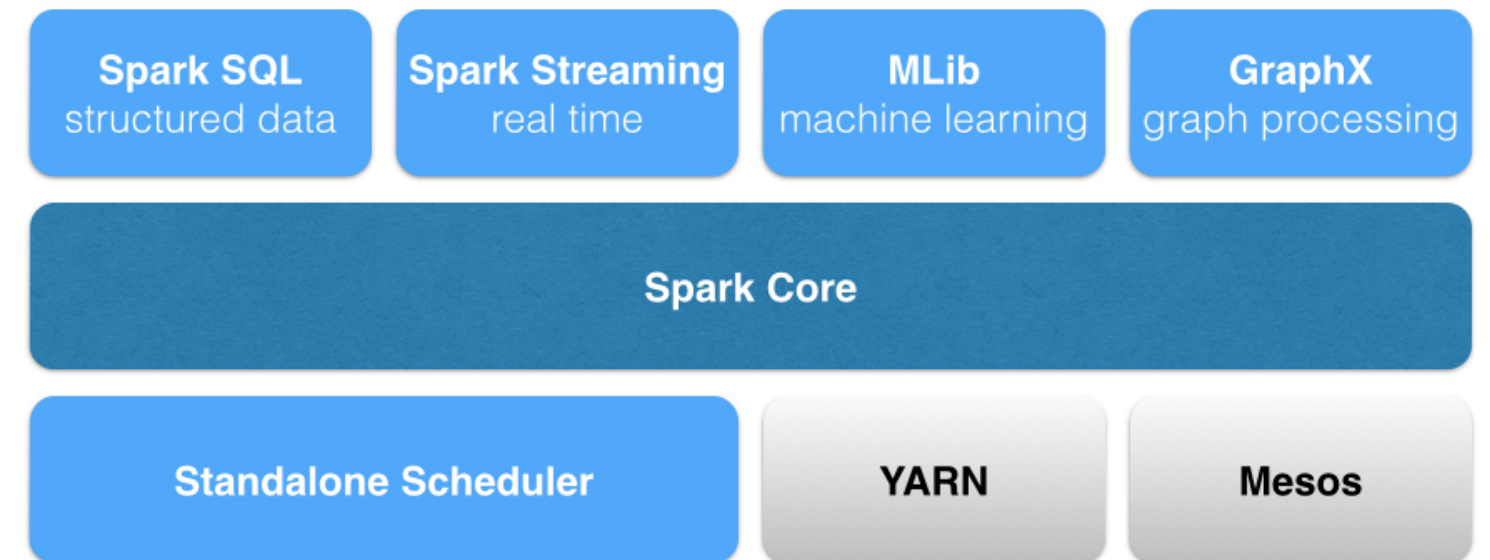 Spark SQL
structured data
Spark Streaming
real time
MLib
machine learning
GraphX
graph processing
Spark Core
Standalone Scheduler
YARN
Mesos